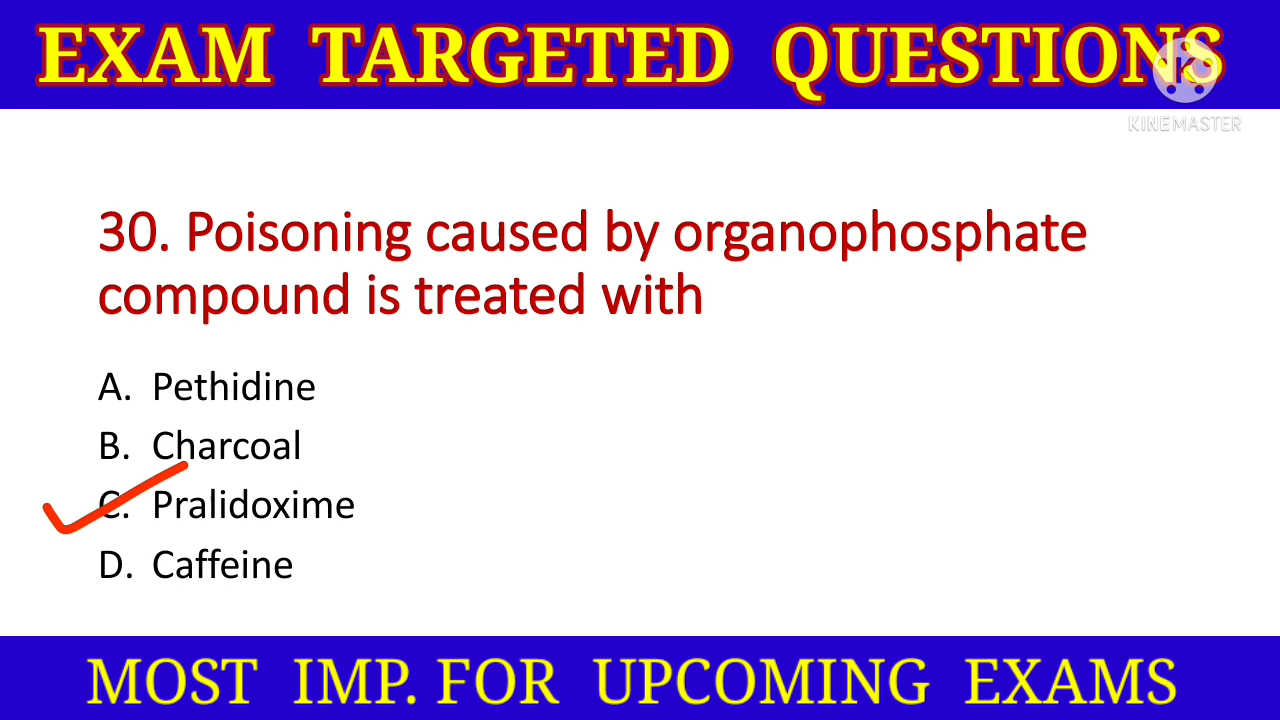 EXAM TARGETED QUESTIONS
KINEMASTER
30. Poisoning caused by organophosphate
compound is treated with
A. Pethidine
B. Charcoal
C. Pralidoxime
D. Caffeine
MOST IMP. FOR UPCOMING EXAMS